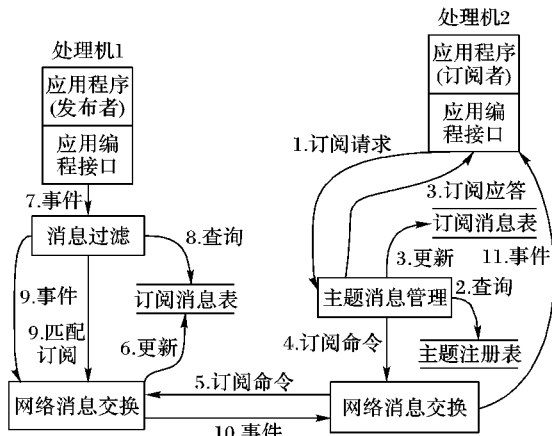 处理机1
应用程序
(发布者)
应用编
程接口
7.事件
消息过滤
8.查询
9.事件
9.匹配
订阅
订阅消息表
6.更新
网络消息交换
处理机2
应用程序
(订阅者)
应用编
程接口
1.订阅请求
3.订阅应答
订阅消息表
3.更新
11.事件
主题消息管理
2.查询
4.订阅命令
主题注册表
5.订阅命令
网络消息交换
10.事件